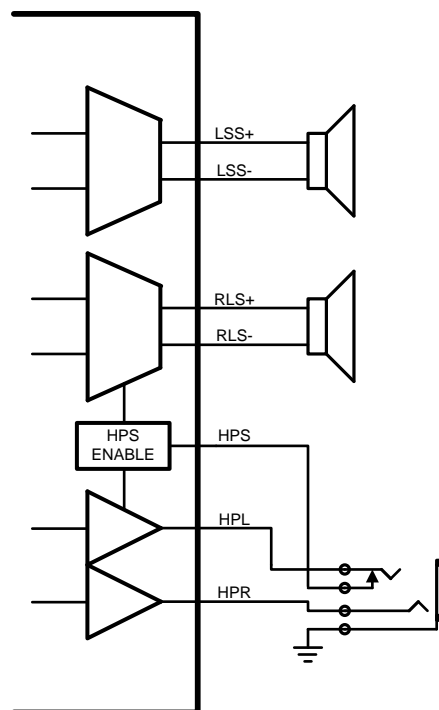 LSS+
LSS-
RLS+
RLS-
HPS
ENABLE
HPS
HPL
HPR